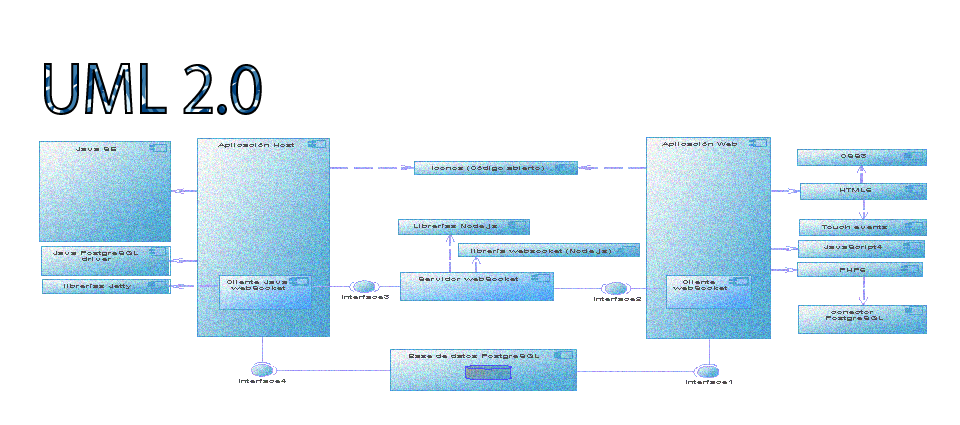 UML 2.0
Java SE
Aplicación Host
Aplicación Web
CSS3
Iconos (Código abierto)
HTML5
Librerías Node.js
Touch events
librería websocket (Node.js)
JavaScript4
Java PostgreSQL
driver
PHP5
librerías Jetty
Cliente Java
webSocket
Servidor webSocket
Cliente
webSocket
Interface3
Interface2
conector
PostgreSQL
Base de datos PostgreSQL
Interface4
Interface1